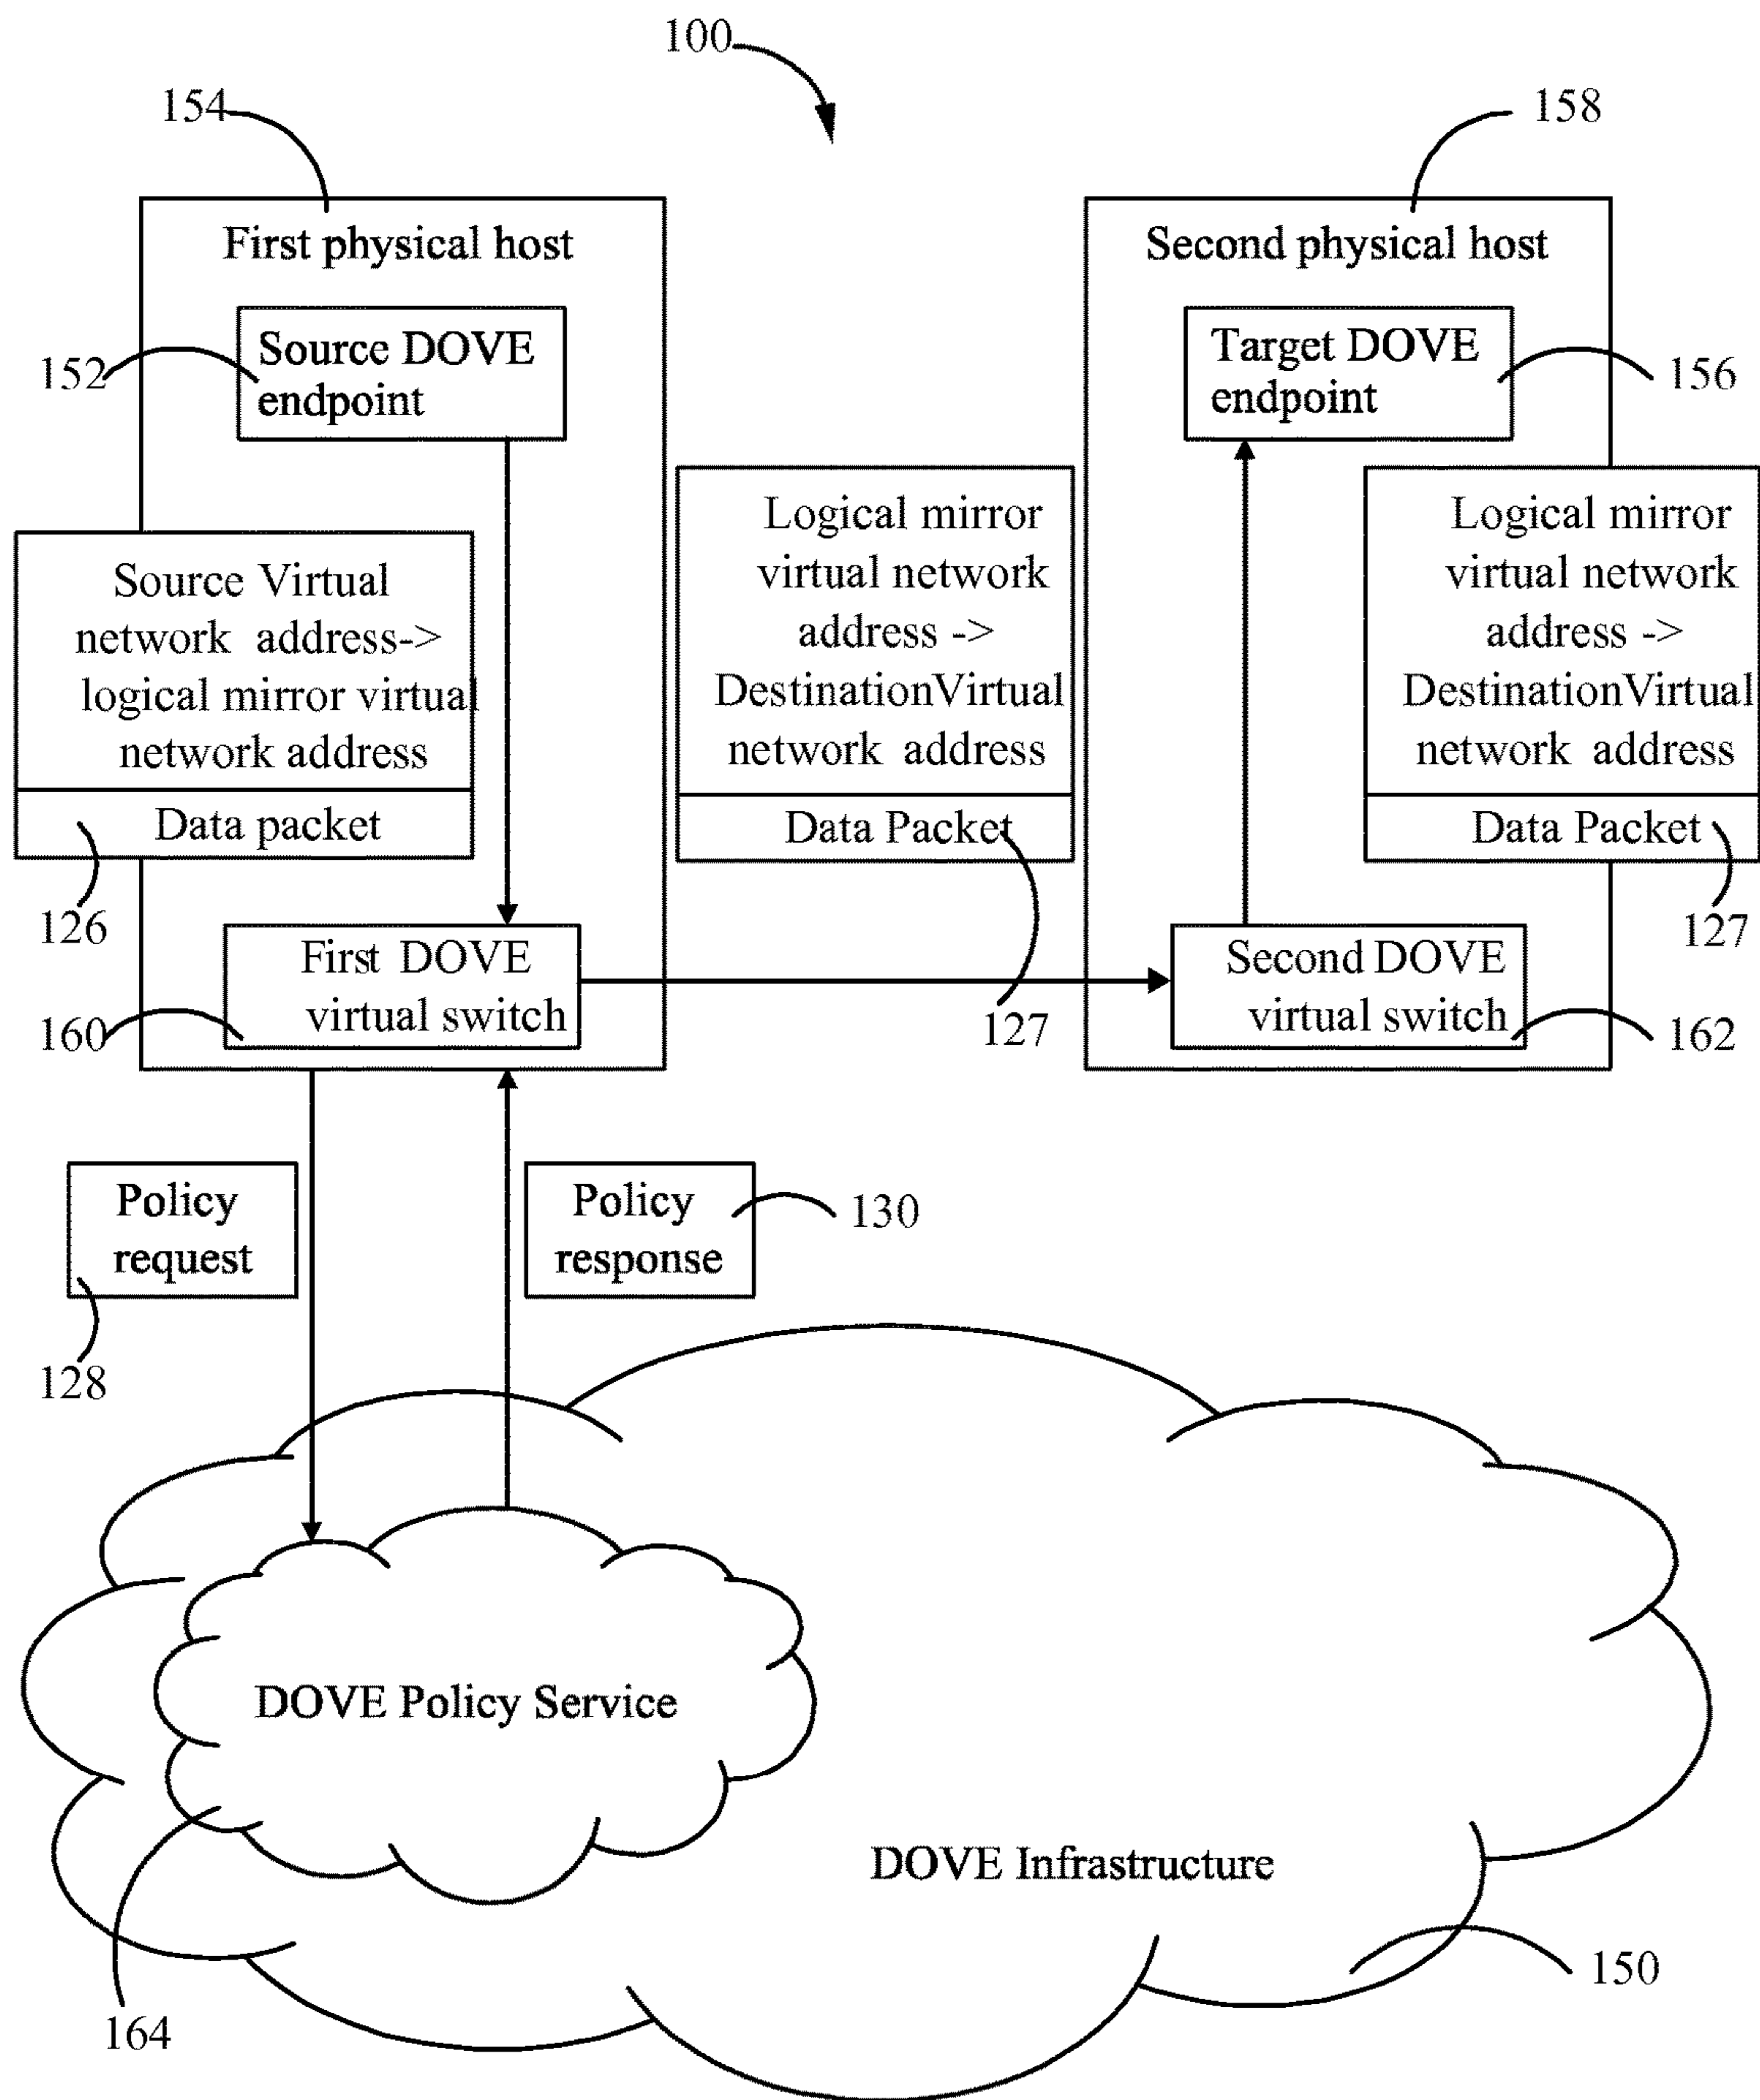 100
154
158
First physical host
Second physical host
Source DOVE
endpoint
152
Target DOVE
endpoint
156
Source Virtual
network address->
logical mirror virtual
network address
Data packet
126
Logical mirror
virtual network
address ->
DestinationVirtual
network address
Data Packet
127
Logical mirror
virtual network
address ->
DestinationVirtual
network address
Data Packet
127
First DOVE
virtual switch
160
Second DOVE
virtual switch
162
Policy
request
128
Policy
response
130
DOVE Policy Service
164
DOVE Infrastructure
150